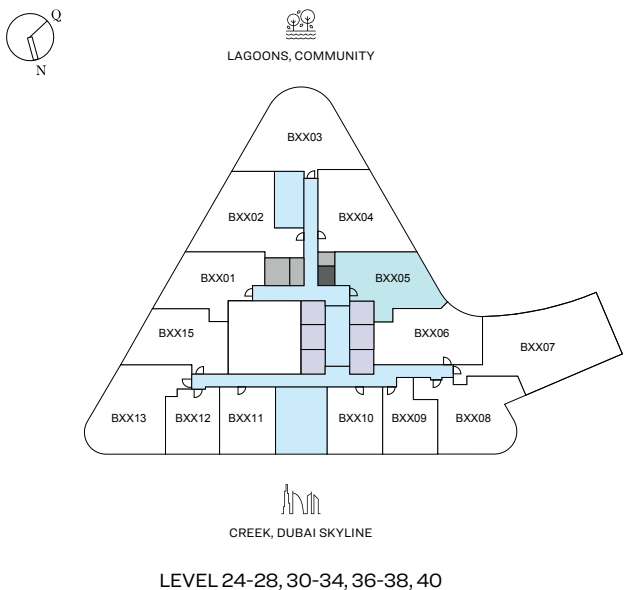 Q
N
LAGOONS, COMMUNITY
BXX03
BXX02
BXX04
BXX01
BXX05
BXX15
BXX06
BXX07
BXX13
BXX12
BXX11
BXX10
BXX09
BXX08
CREEK, DUBAI SKYLINE
LEVEL 24-28, 30-34, 36-38, 40